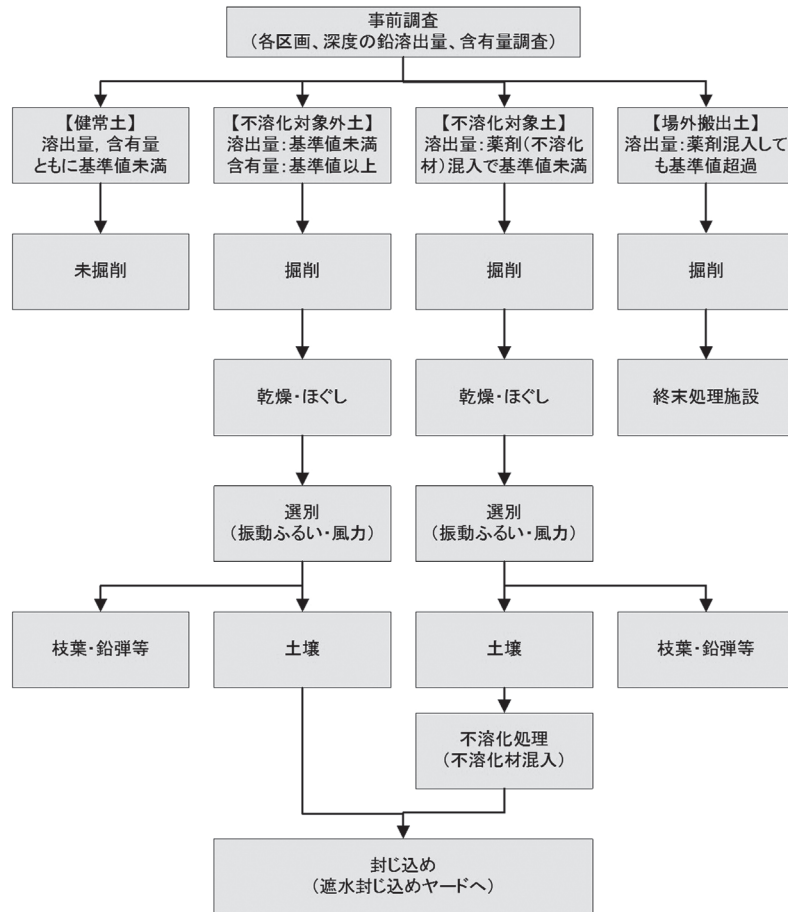 事前調査
（各区画、深度の鉛溶出量、含有量調査）
【健常土】
溶出量，含有量
ともに基準値未満
【不溶化対象外土】
溶出量：基準値未満
含有量：基準値以上
【不溶化対象土】
溶出量：薬剤（不溶化
材）混入で基準値未満
【場外搬出土】
溶出量：薬剤混入して
も基準値超過
未掘削
掘削
掘削
掘削
乾燥・ほぐし
乾燥・ほぐし
終末処理施設
選別
（振動ふるい・風力）
選別
（振動ふるい・風力）
枝葉・鉛弾等
土壌
土壌
枝葉・鉛弾等
不溶化処理
（不溶化材混入）
封じ込め
（遮水封じ込めヤードへ）